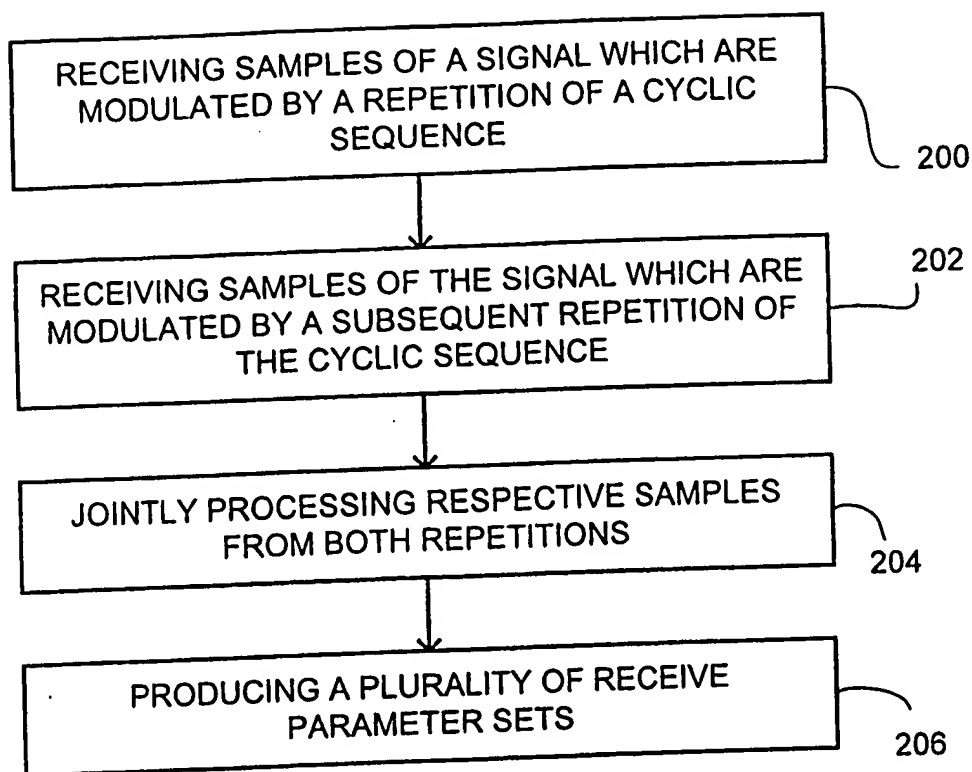 RECEIVING SAMPLES OF A SIGNAL WHICH ARE
MODULATED BY A REPETITION OF A CYCLIC
SEQUENCE
200
RECEIVING SAMPLES OF THE SIGNAL WHICH ARE
MODULATED BY A SUBSEQUENT REPETITION OF
THE CYCLIC SEQUENCE
202
JOINTLY PROCESSING RESPECTIVE SAMPLES
FROM BOTH REPETITIONS
204
PRODUCING A PLURALITY OF RECEIVE
PARAMETER SETS
206